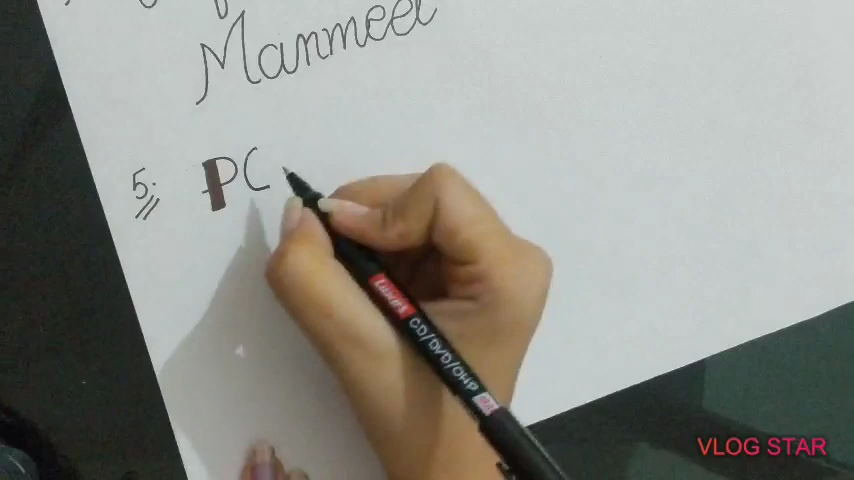 Manmeet
5. PC
Luxor
CD/DVD/OHP
VLOG STAR